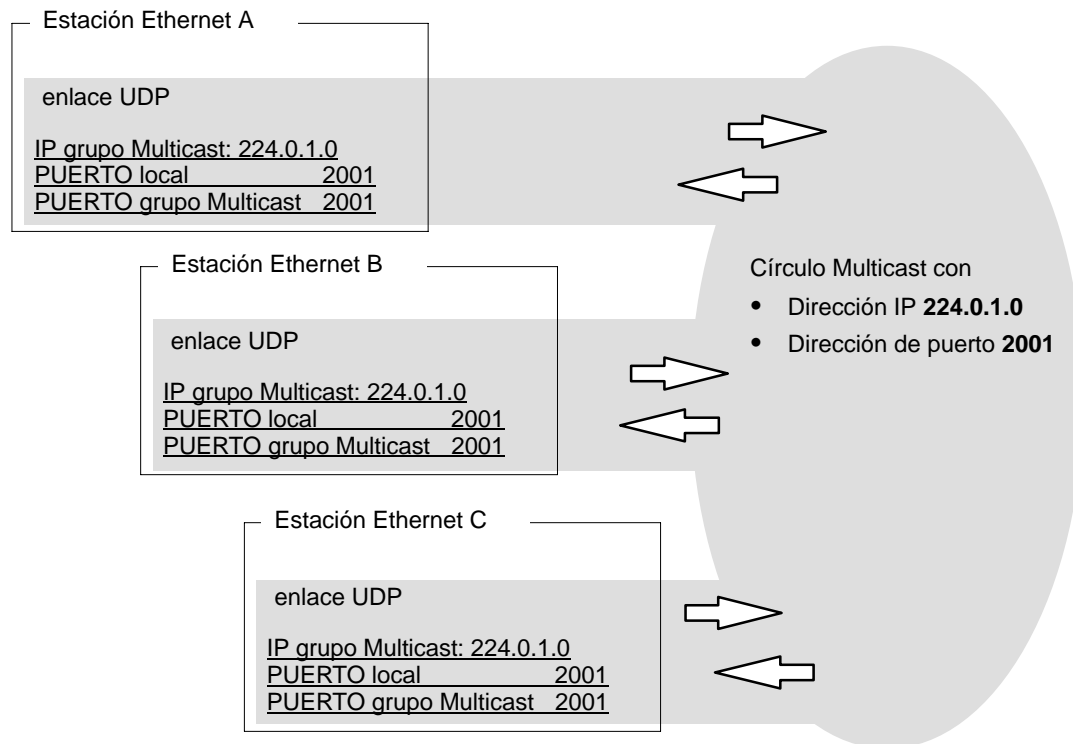 Estación Ethernet A
enlace UDP
IP grupo Multicast: 224.0.1.0
PUERTO local 2001
PUERTO grupo Multicast 2001
Estación Ethernet B
enlace UDP
IP grupo Multicast: 224.0.1.0
PUERTO local 2001
PUERTO grupo Multicast 2001
Círculo Multicast con
• Dirección IP 224.0.1.0
• Dirección de puerto 2001
Estación Ethernet C
enlace UDP
IP grupo Multicast: 224.0.1.0
PUERTO local 2001
PUERTO grupo Multicast 2001